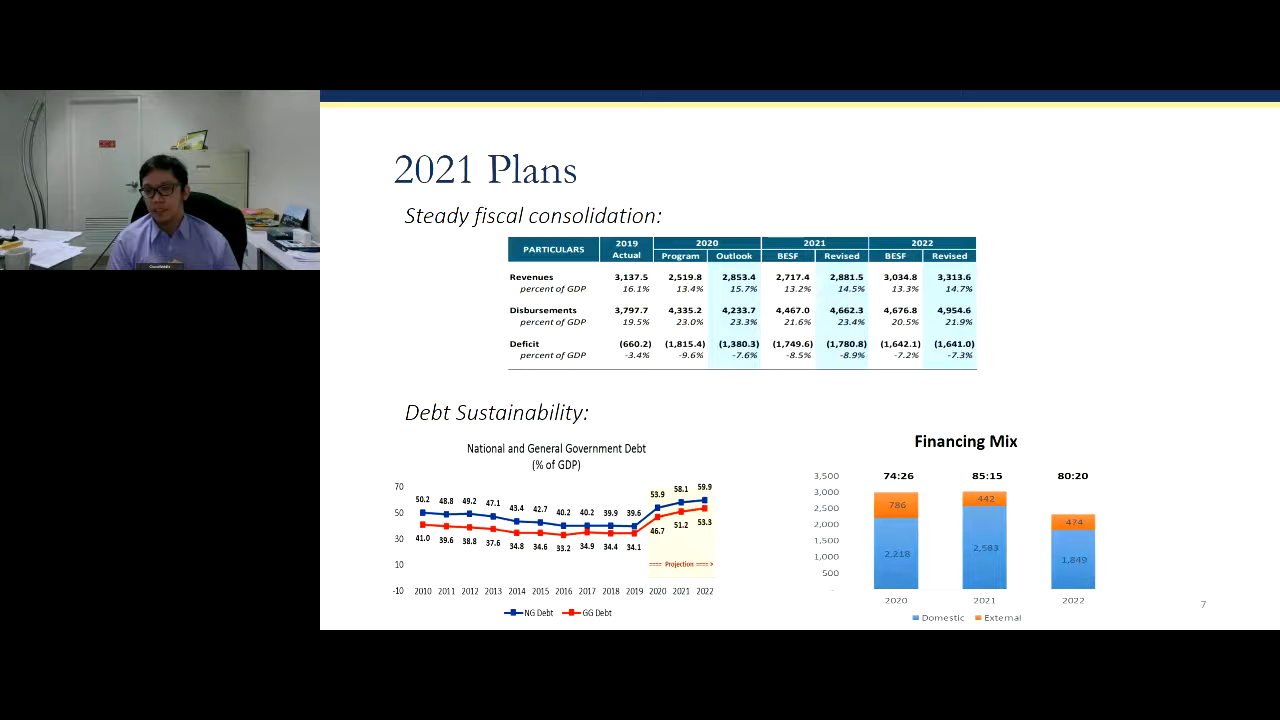 2021 Plans
Steady fiscal consolidation:
PARTICULARS 2019 Actual 2020 2021 2022
Program Outlook BESF Revised BESF Revised
Revenues 3,137.5 2,519.8 2,853.4 2,717.4 2,881.5 3,034.8 3,313.6
percent of GDP 16.1% 13.4% 15.7% 13.2% 14.5% 13.3% 14.7%
Disbursements 3,797.7 4,335.2 4,233.7 4,467.0 4,662.3 4,676.8 4,954.6
percent of GDP 19.5% 23.0% 23.3% 21.6% 23.4% 20.5% 21.9%
Deficit (660.2) (1,815.4) (1,380.3) (1,749.6) (1,780.8) (1,642.1) (1,641.0)
percent of GDP -3.4% -9.6% -7.6% -8.5% -8.9% -7.2% -7.3%
Debt Sustainability:
National and General Government Debt
(% of GDP)
70
50
30
10
-10
50.2 48.8 49.2 47.1 43.4 42.7 40.2 40.2 39.9 39.6 53.9 58.1 59.9
41.0 39.6 38.8 37.6 34.8 34.6 33.2 34.9 34.4 34.1 46.7 51.2 53.3
==== Projection ==== >
2010 2011 2012 2013 2014 2015 2016 2017 2018 2019 2020 2021 2022
NG Debt GG Debt
Financing Mix
3,500
3,000
2,500
2,000
1,500
1,000
500
-
74:26 85:15 80:20
786 442 474
2,218 2,583 1,849
2020 2021 2022
Domestic External
7